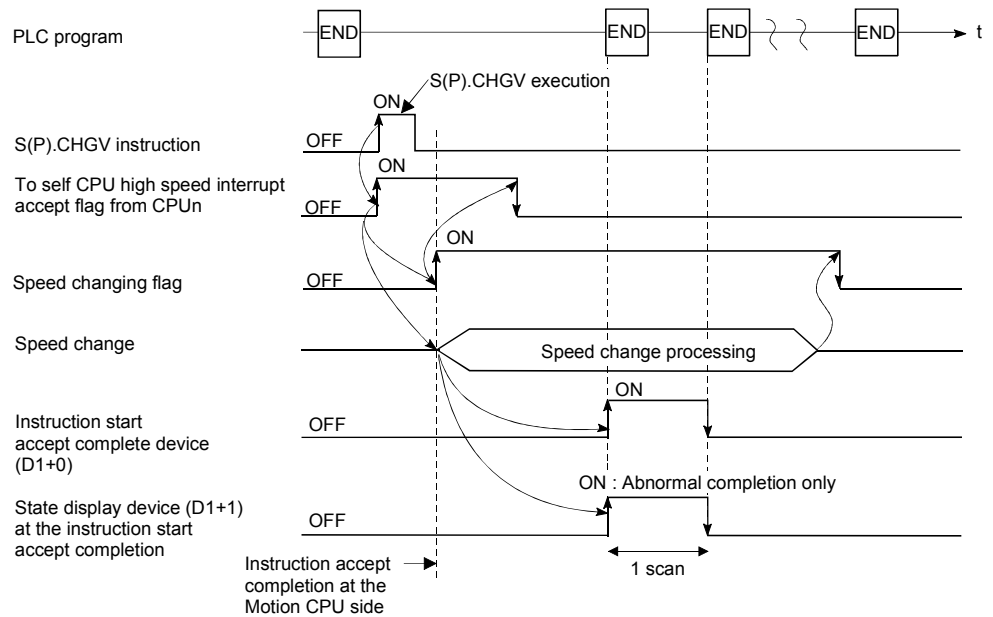 PLC program
END
END
END
END
t
S(P).CHGV execution
ON
S(P).CHGV instruction
OFF
To self CPU high speed interrupt
accept flag from CPUn
ON
OFF
ON
Speed changing flag
OFF
Speed change
Speed change processing
Instruction start
accept complete device
(D1+0)
OFF
ON
ON : Abnormal completion only
State display device (D1+1)
at the instruction start
accept completion
OFF
Instruction accept
completion at the
Motion CPU side
1 scan